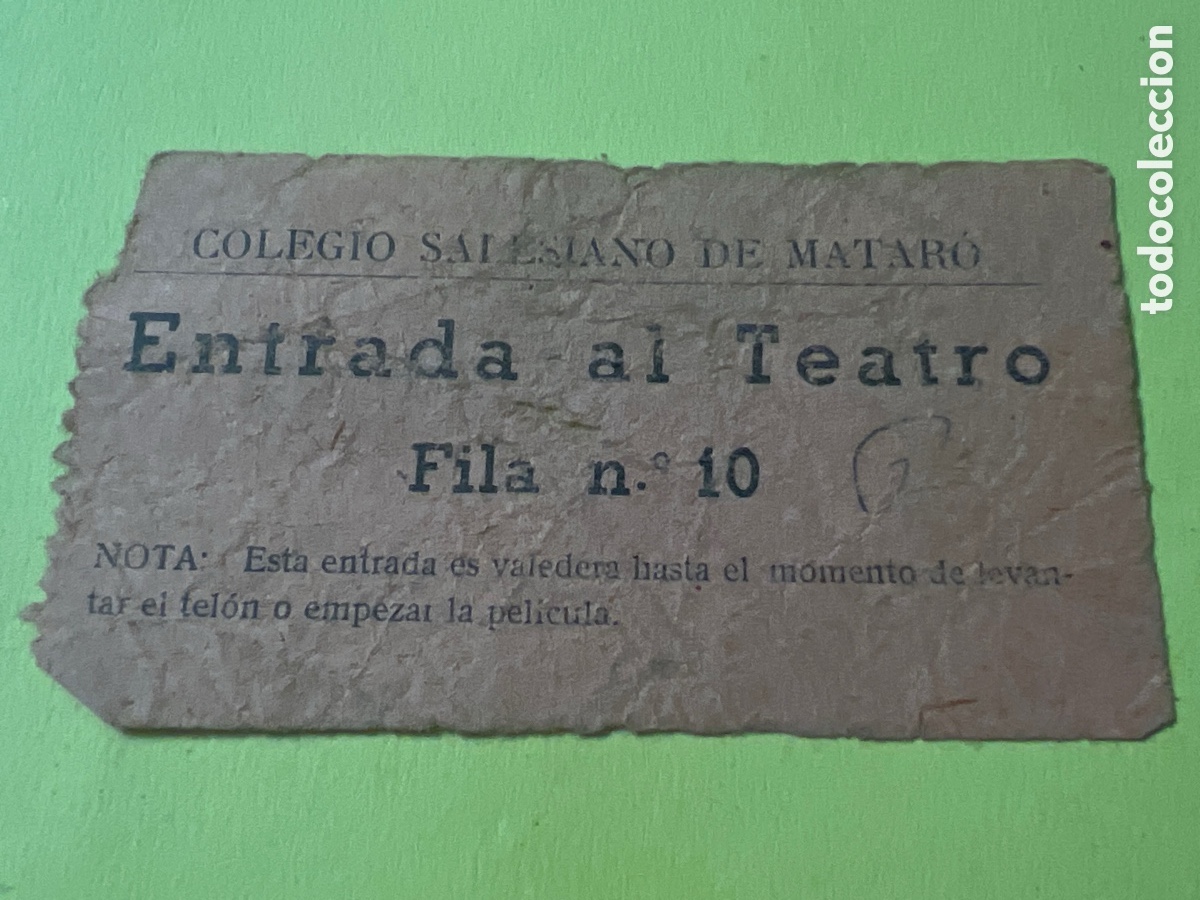 COLEGIO SALESIANO DE MATARÓ
Entrada al Teatro
Fila n.º 10
NOTA: Esta entrada es valedera hasta el momento de levan-
tar el telón o empezar la película.
todocoleccion